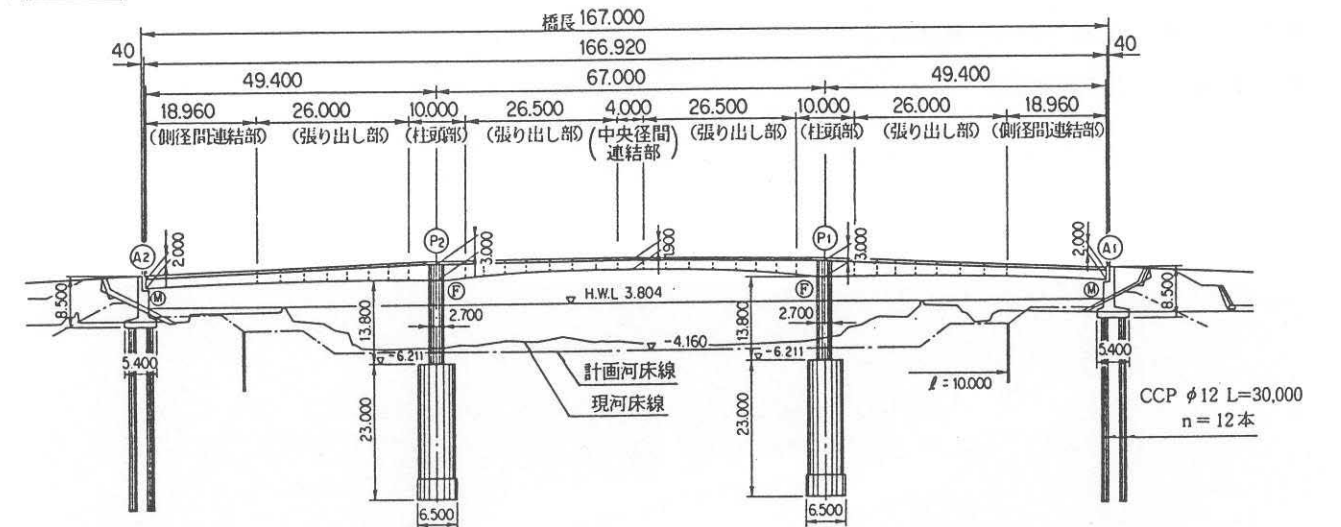 橋長 167.000
40 166.920 40
49.400 67.000 49.400
18.960 26.000 10.000 26.500 4.000 26.500 10.000 26.000 18.960
(側径間連結部) (張り出し部) (柱頭部) (張り出し部) (中央径間連結部) (張り出し部) (柱頭部) (張り出し部) (側径間連結部)
A2 2.000 P2 3.000 1.900 P1 3.000 2.000 A1
8.500 M F H.W.L 3.804 F M 8.500
13.800 2.700 2.700 13.800
-6.211 -4.160 -6.211
5.400 計画河床線 ℓ=10.000 5.400
現河床線
CCP φ12 L=30,000
n=12本
23.000 23.000
6.500 6.500